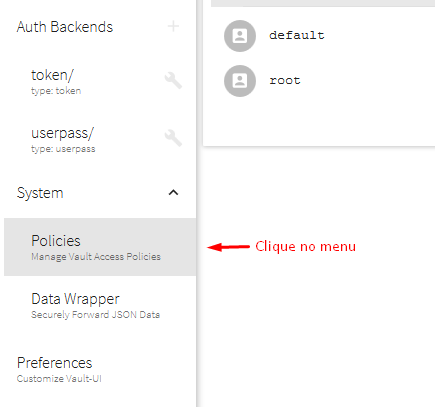 Auth Backends
token/
type: token
userpass/
type: userpass
System
Policies
Manage Vault Access Policies
Data Wrapper
Securely Forward JSON Data
Preferences
Customize Vault-UI
default
root
Clique no menu